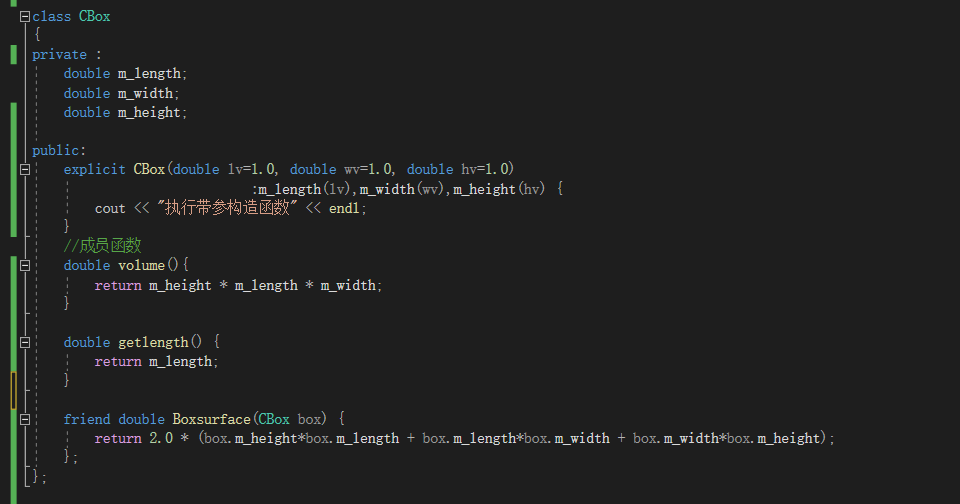 class CBox
{
private :
double m_length;
double m_width;
double m_height;
public:
explicit CBox(double lv=1.0, double wv=1.0, double hv=1.0)
:m_length(lv),m_width(wv),m_height(hv) {
cout << "执行带参构造函数" << endl;
}
//成员函数
double volume(){
return m_height * m_length * m_width;
}
double getlength() {
return m_length;
}
friend double Boxsurface(CBox box) {
return 2.0 * (box.m_height*box.m_length + box.m_length*box.m_width + box.m_width*box.m_height);
};
};